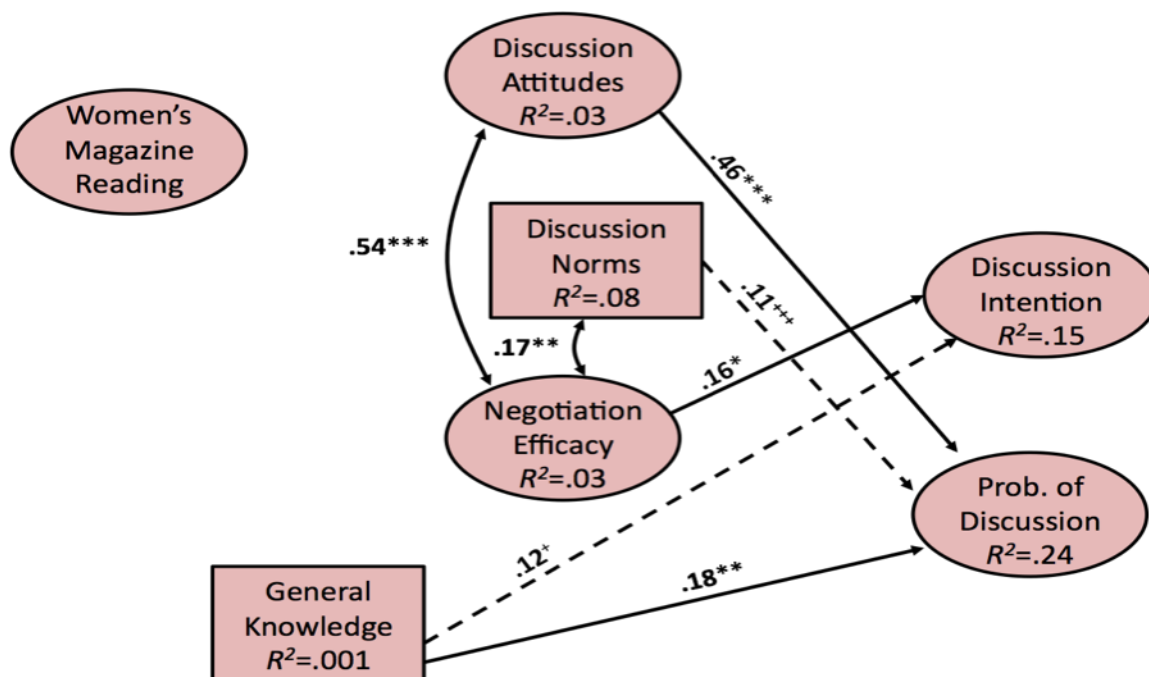 Discussion
Attitudes
R²=.03
Women’s
Magazine
Reading
.46***
.54***
Discussion
Norms
R²=.08
.11⁺⁺⁺
Discussion
Intention
R²=.15
.17**
.16*
Negotiation
Efficacy
R²=.03
Prob. of
Discussion
R²=.24
.12⁺
.18**
General
Knowledge
R²=.001